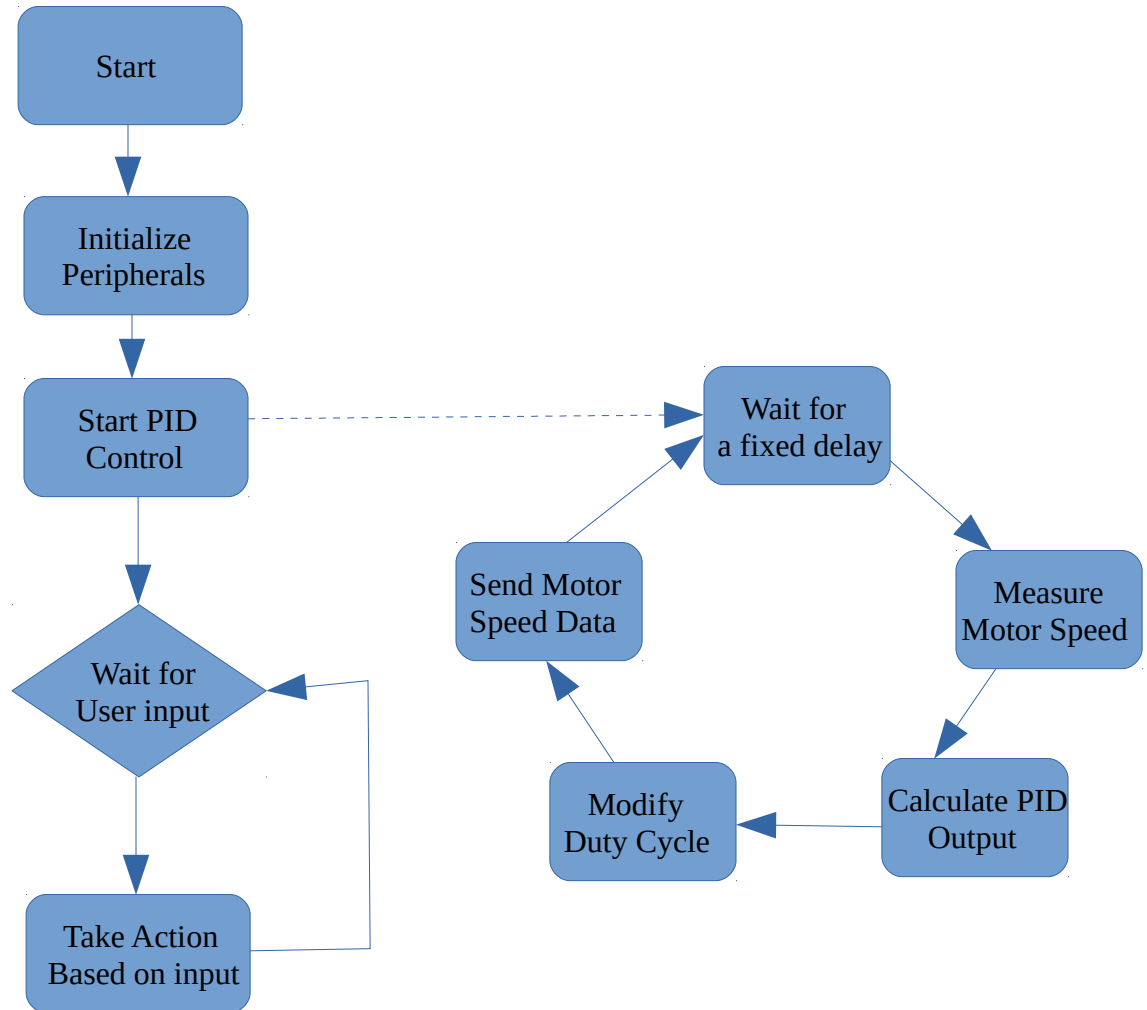 Start
Initialize
Peripherals
Start PID
Control
Wait for
User input
Take Action
Based on input
Wait for
a fixed delay
Measure
Motor Speed
Calculate PID
Output
Modify
Duty Cycle
Send Motor
Speed Data